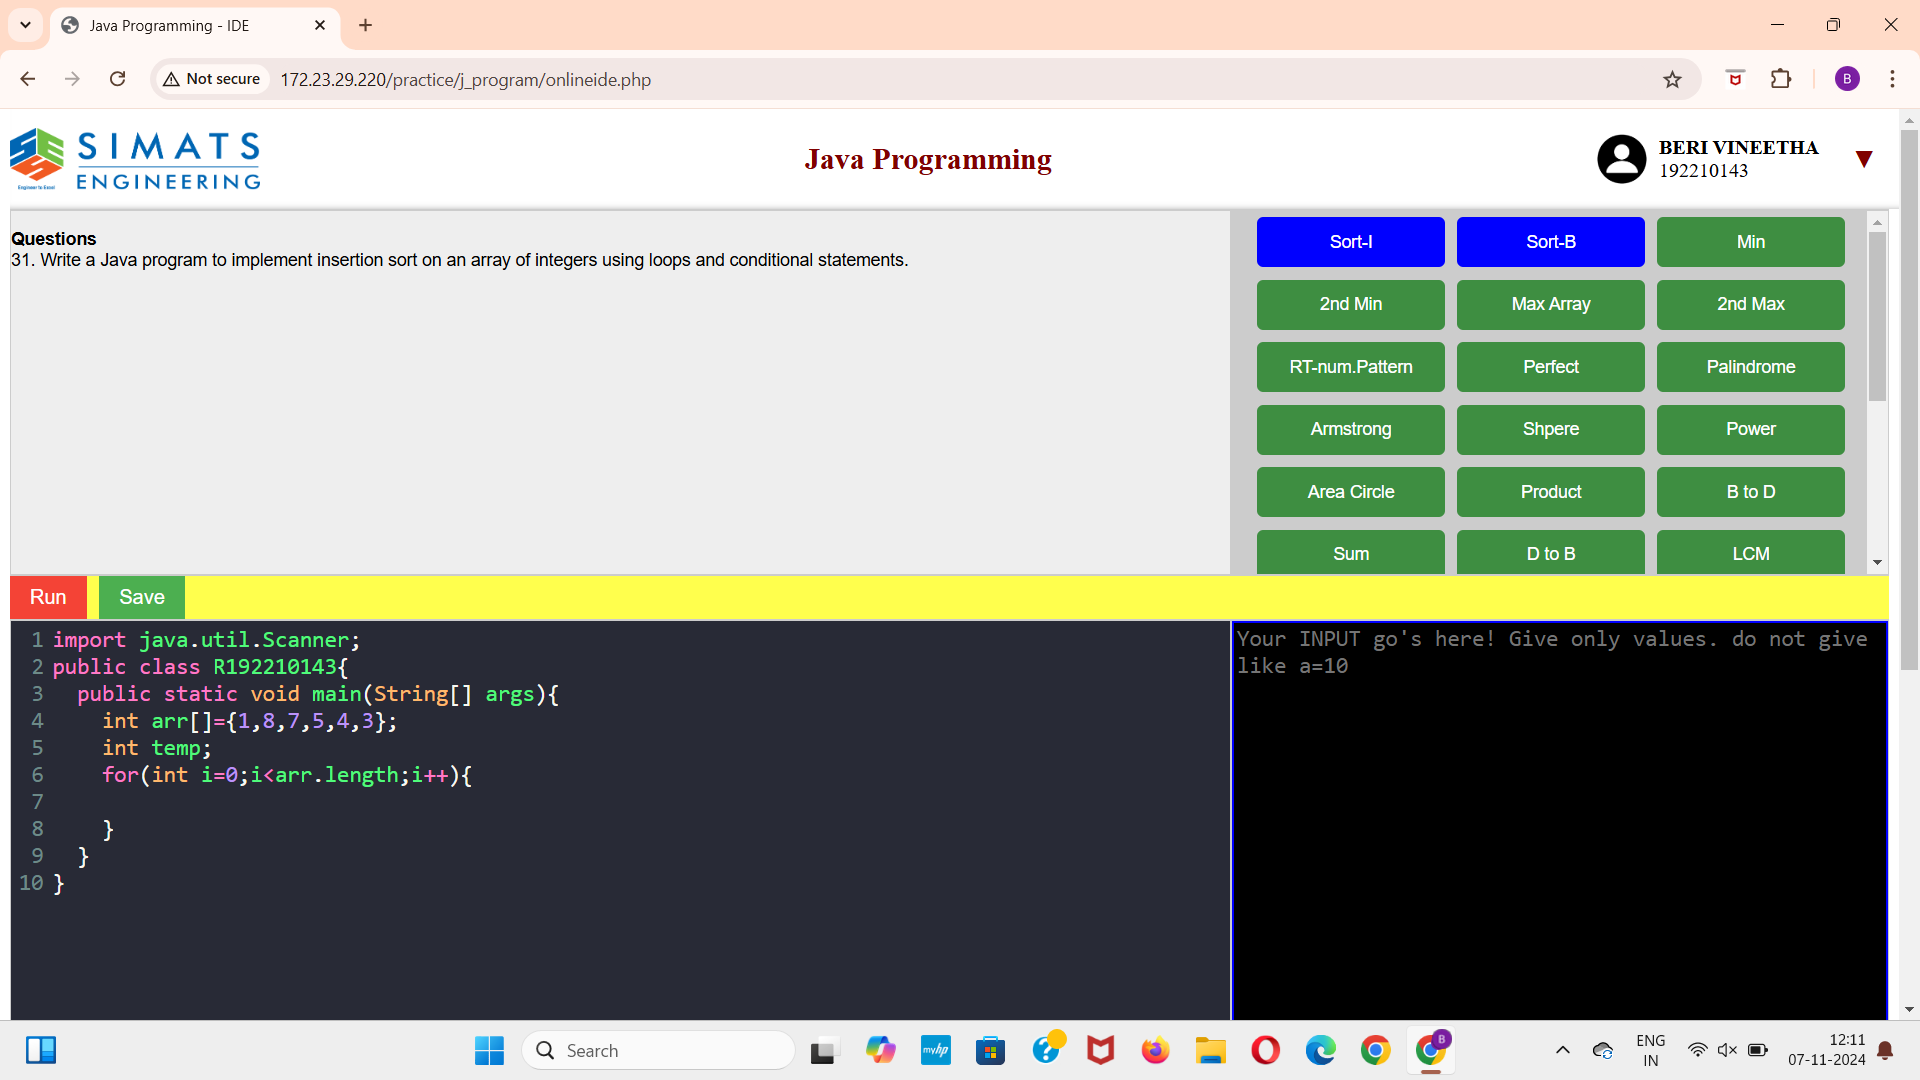 Java Programming - IDE
Not secure
172.23.29.220/practice/j_program/onlineide.php
B
SIMATS
ENGINEERING
Engineer to Excel
Java Programming
BERI VINEETHA
192210143
Questions
31. Write a Java program to implement insertion sort on an array of integers using loops and conditional statements.
Sort-I Sort-B Min
2nd Min Max Array 2nd Max
RT-num.Pattern Perfect Palindrome
Armstrong Shpere Power
Area Circle Product B to D
Sum D to B LCM
Run Save
1 import java.util.Scanner;
2 public class R192210143{
3 public static void main(String[] args){
4 int arr[]={1,8,7,5,4,3};
5 int temp;
6 for(int i=0;i<arr.length;i++){
7
8 }
9 }
10 }
Your INPUT go's here! Give only values. do not give
like a=10
Search
myhp
B
ENG
IN
12:11
07-11-2024